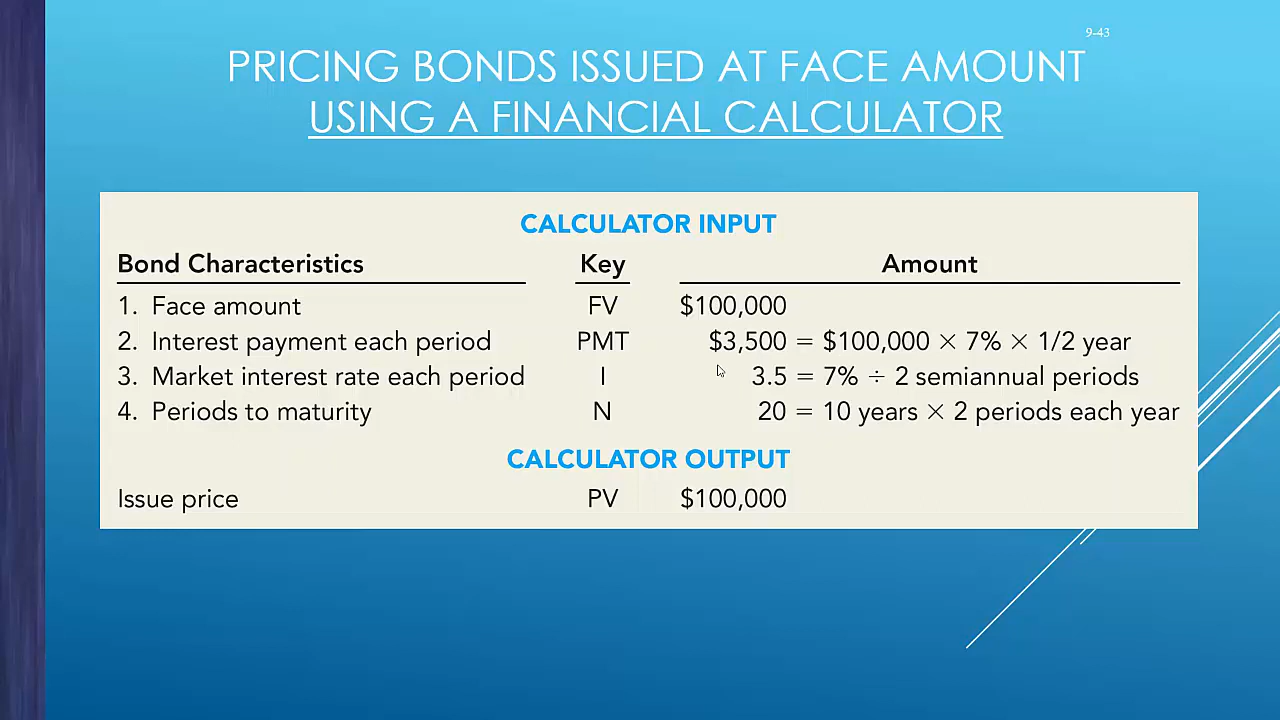 9-43
PRICING BONDS ISSUED AT FACE AMOUNT
USING A FINANCIAL CALCULATOR
CALCULATOR INPUT
Bond Characteristics Key Amount
1. Face amount FV $100,000
2. Interest payment each period PMT $3,500 = $100,000 × 7% × 1/2 year
3. Market interest rate each period I 3.5 = 7% ÷ 2 semiannual periods
4. Periods to maturity N 20 = 10 years × 2 periods each year
CALCULATOR OUTPUT
Issue price PV $100,000